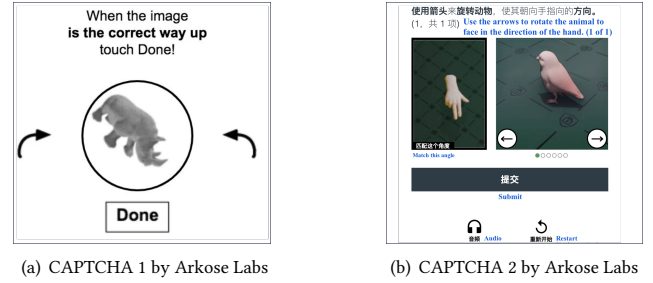 When the image
is the correct way up
touch Done!
Done
(a) CAPTCHA 1 by Arkose Labs
使用箭头来旋转动物，使其朝向手指向的方向。
(1，共 1 项) Use the arrows to rotate the animal to
face in the direction of the hand. (1 of 1)
匹配这个角度
Match this angle
提交
Submit
音频 Audio
重新开始 Restart
(b) CAPTCHA 2 by Arkose Labs